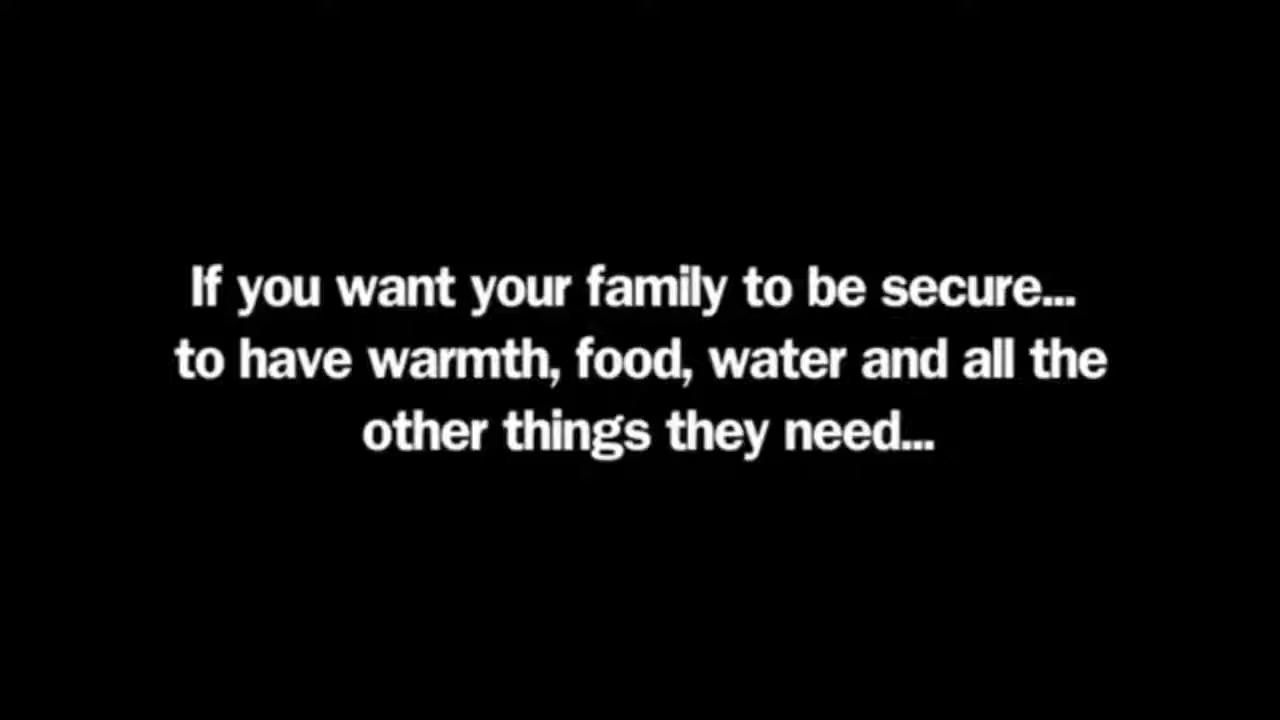 If you want your family to be secure...
to have warmth, food, water and all the
other things they need...